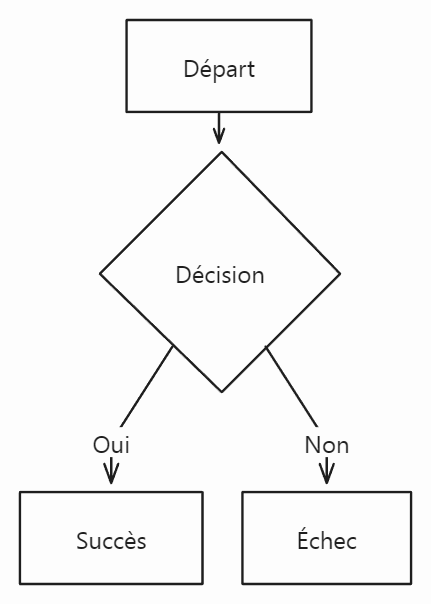 Départ
Décision
Oui
Non
Succès
Échec